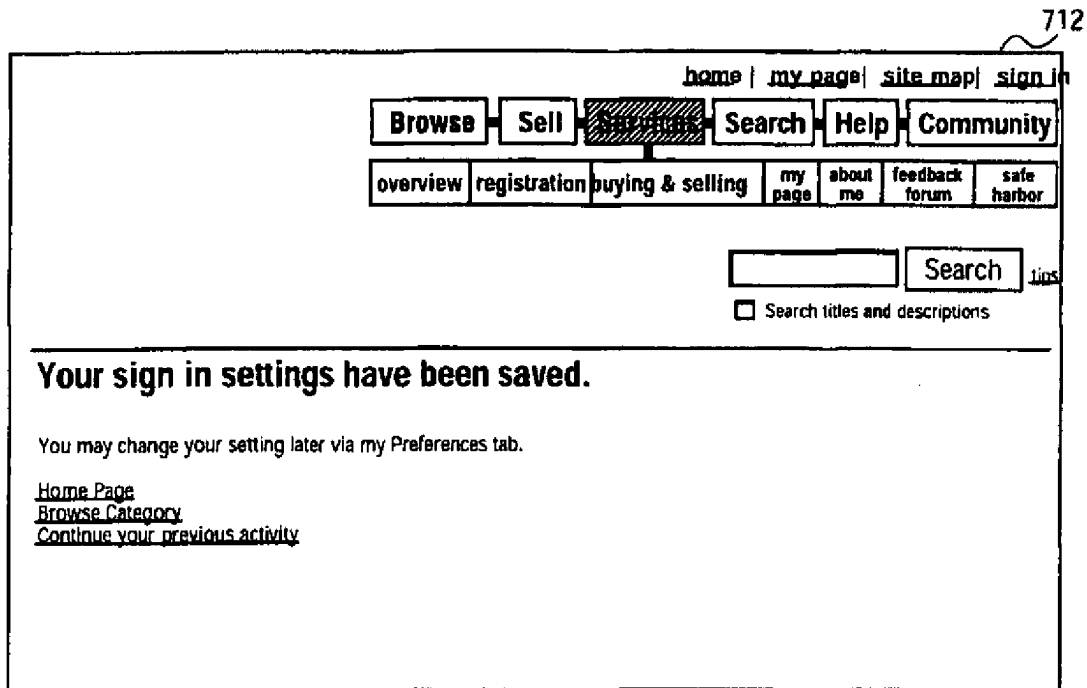 712
home | my page | site map | sign in
Browse Sell Services Search Help Community
overview registration buying & selling my page about me feedback forum safe harbor
Search tips
Search titles and descriptions
Your sign in settings have been saved.
You may change your setting later via my Preferences tab.
Home Page
Browse Category
Continue your previous activity